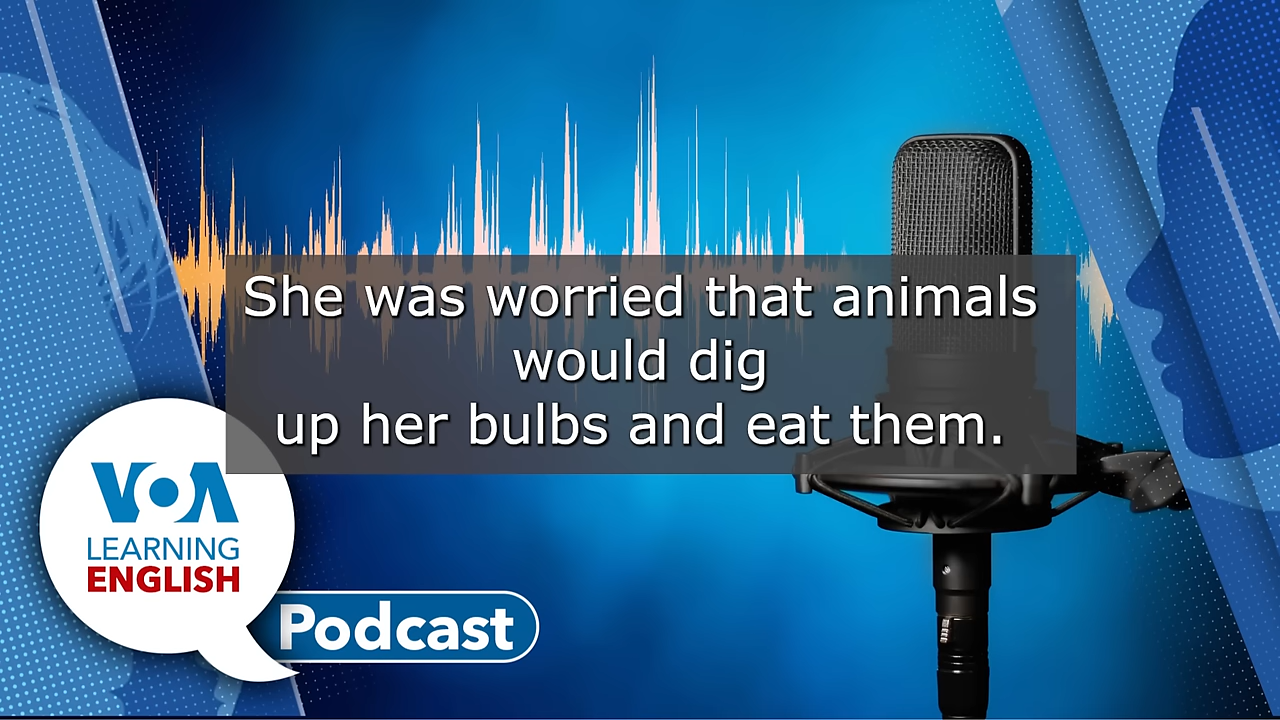 She was worried that animals
would dig
up her bulbs and eat them.
VOA
LEARNING
ENGLISH
Podcast